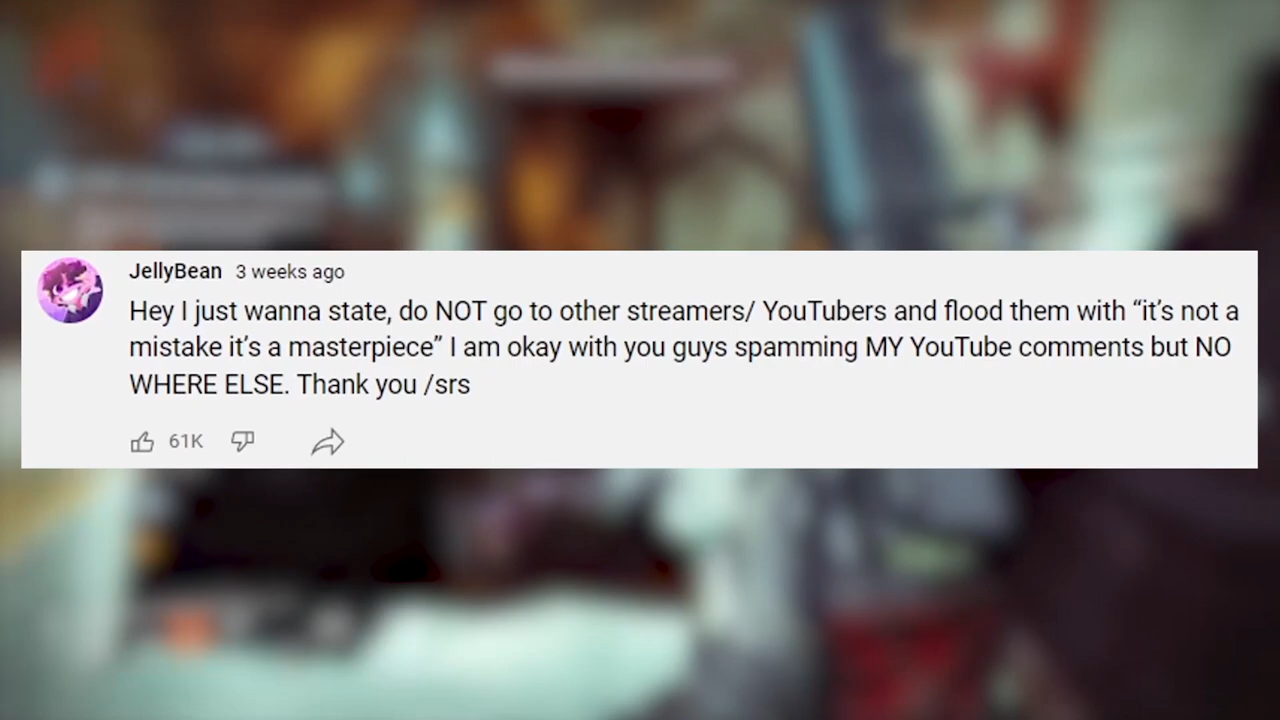 JellyBean 3 weeks ago
Hey I just wanna state, do NOT go to other streamers/ YouTubers and flood them with “it’s not a
mistake it’s a masterpiece” I am okay with you guys spamming MY YouTube comments but NO
WHERE ELSE. Thank you /srs
61K